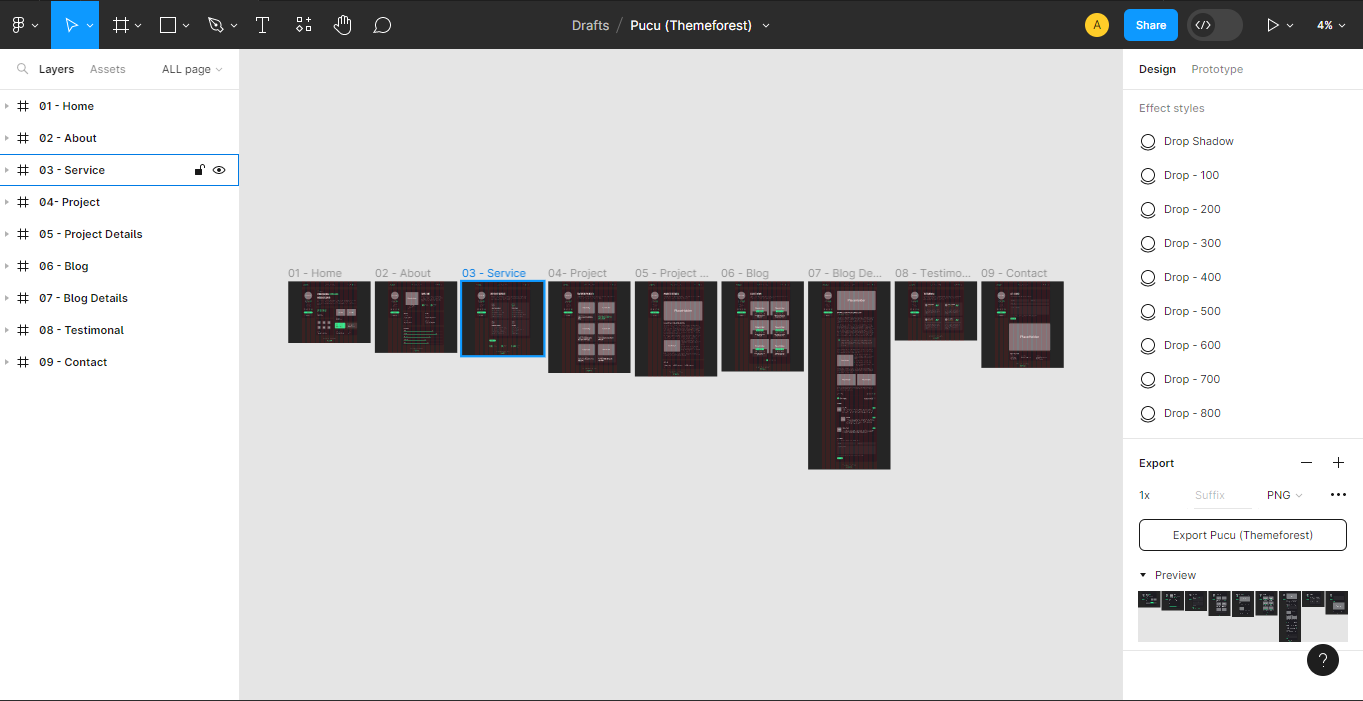 Drafts / Pucu (Themeforest)
A
Share
4%
Layers
Assets
ALL page
Design
Prototype
01 - Home
02 - About
03 - Service
04- Project
05 - Project Details
06 - Blog
07 - Blog Details
08 - Testimonal
09 - Contact
01 - Home
02 - About
03 - Service
04- Project
05 - Project ...
06 - Blog
07 - Blog De...
08 - Testimo...
09 - Contact
Effect styles
Drop Shadow
Drop - 100
Drop - 200
Drop - 300
Drop - 400
Drop - 500
Drop - 600
Drop - 700
Drop - 800
Export
1x
Suffix
PNG
Export Pucu (Themeforest)
Preview
?